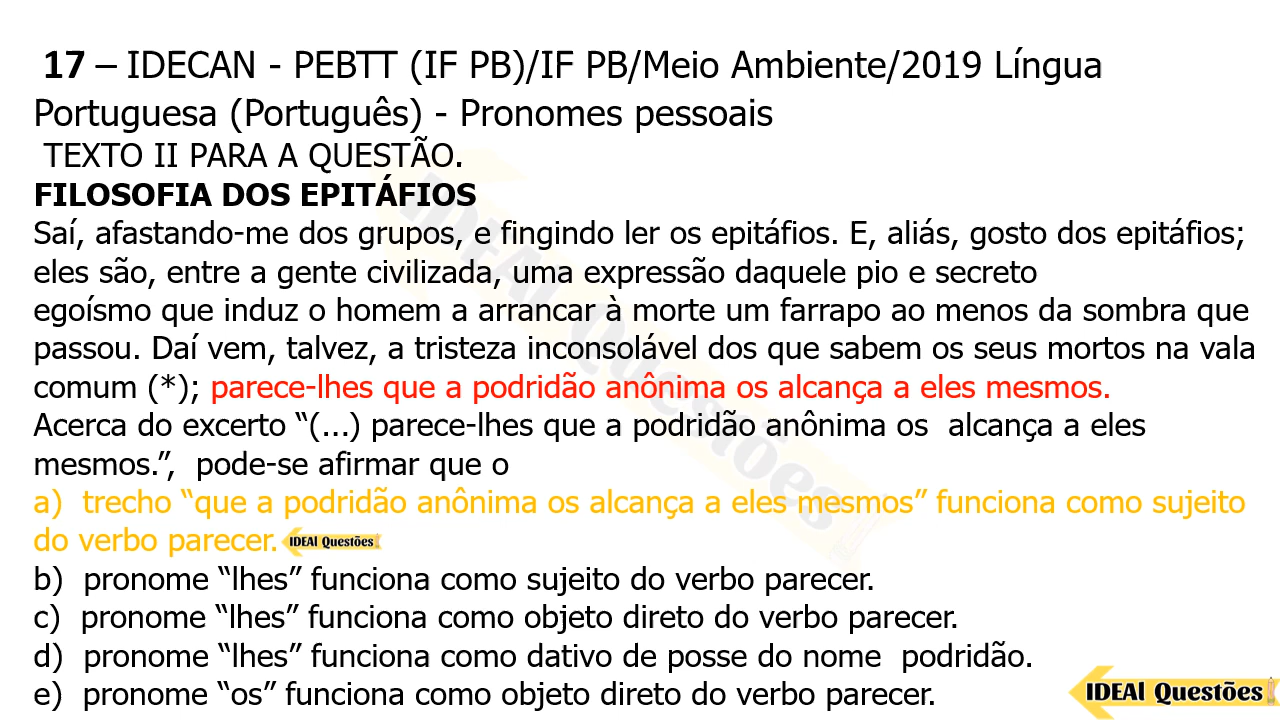 17 – IDECAN - PEBTT (IF PB)/IF PB/Meio Ambiente/2019 Língua
Portuguesa (Português) - Pronomes pessoais
TEXTO II PARA A QUESTÃO.
FILOSOFIA DOS EPITÁFIOS
Saí, afastando-me dos grupos, e fingindo ler os epitáfios. E, aliás, gosto dos epitáfios;
eles são, entre a gente civilizada, uma expressão daquele pio e secreto
egoísmo que induz o homem a arrancar à morte um farrapo ao menos da sombra que
passou. Daí vem, talvez, a tristeza inconsolável dos que sabem os seus mortos na vala
comum (*); parece-lhes que a podridão anônima os alcança a eles mesmos.
Acerca do excerto “(...) parece-lhes que a podridão anônima os alcança a eles
mesmos.”, pode-se afirmar que o
a) trecho “que a podridão anônima os alcança a eles mesmos” funciona como sujeito
do verbo parecer. IDEAl Questões
b) pronome “lhes” funciona como sujeito do verbo parecer.
c) pronome “lhes” funciona como objeto direto do verbo parecer.
d) pronome “lhes” funciona como dativo de posse do nome podridão.
e) pronome “os” funciona como objeto direto do verbo parecer.
IDEAl Questões
IDEAl Questões